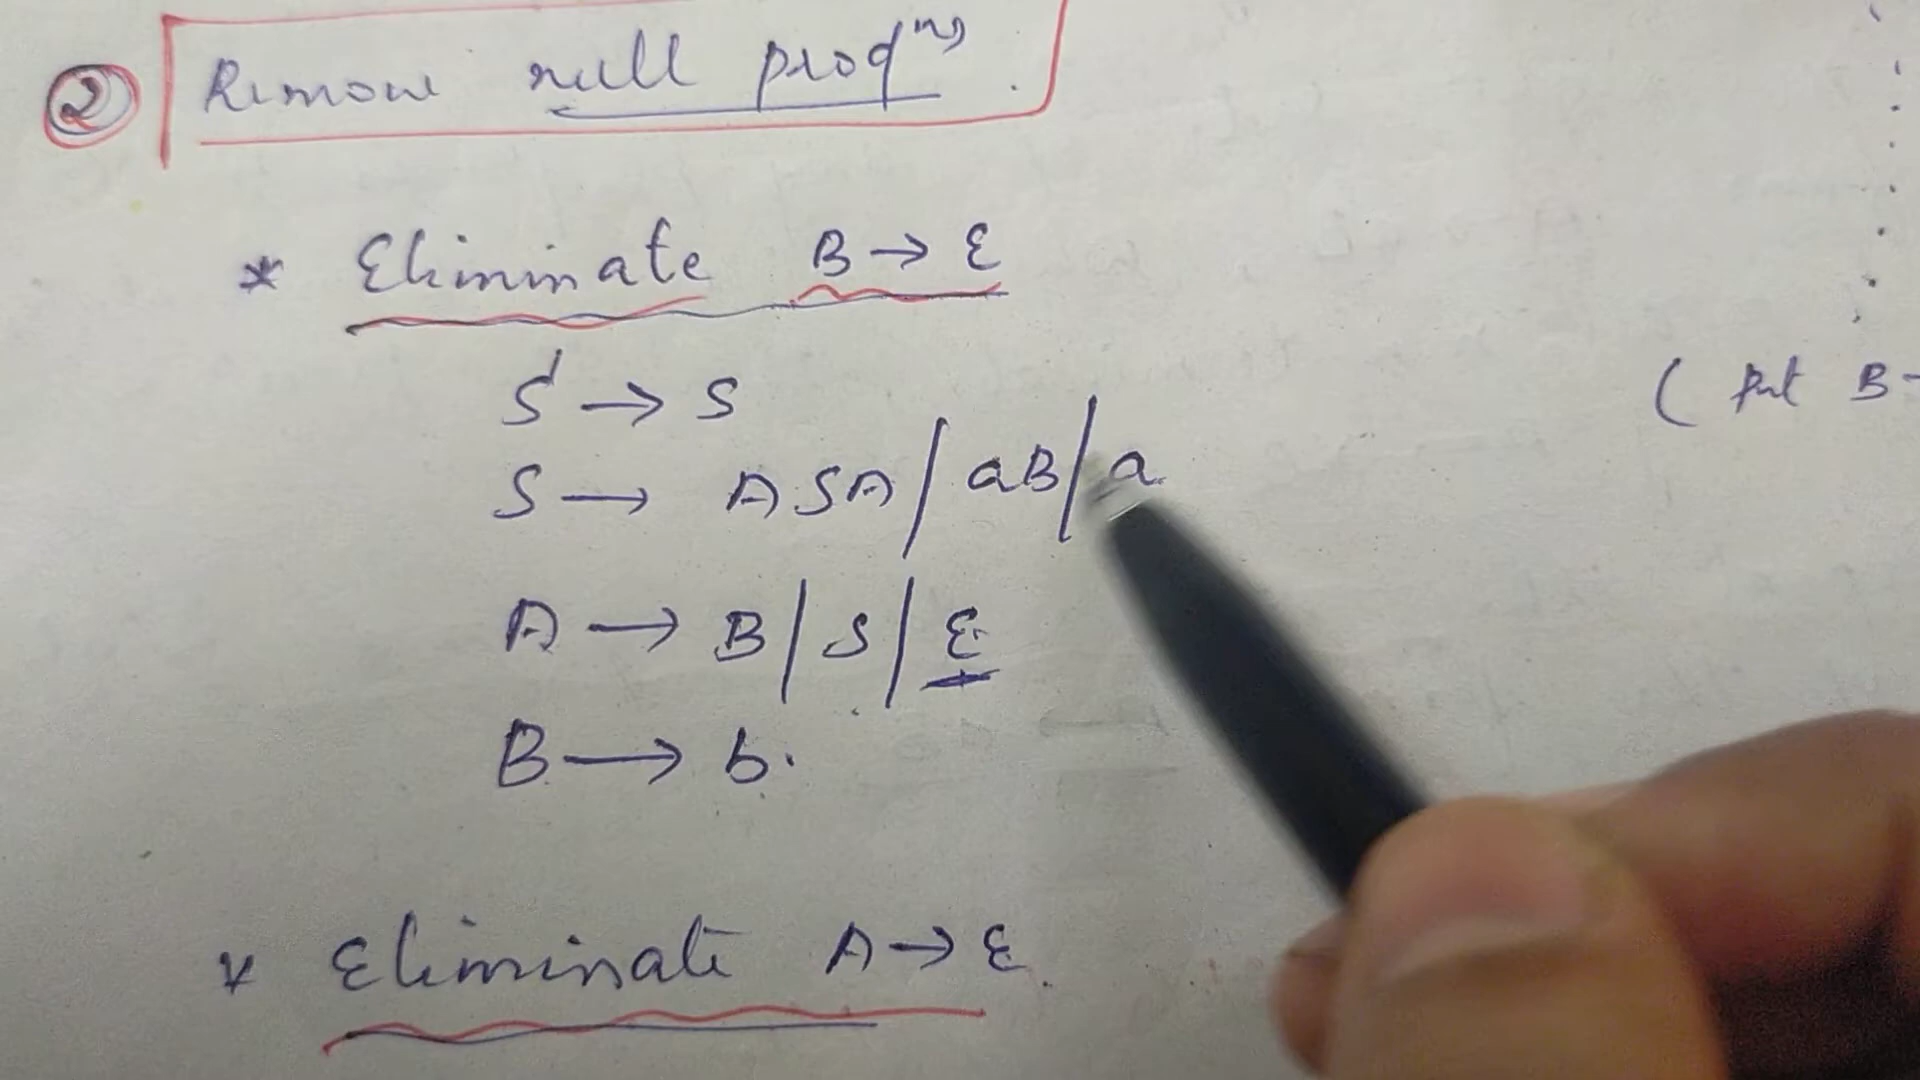 ② Remove null prodⁿˢ.
* Eliminate B → ε
S' → S
S → ASA / aB / a
( Put B -
A → B / S / ε
B → b.
* Eliminate A → ε.